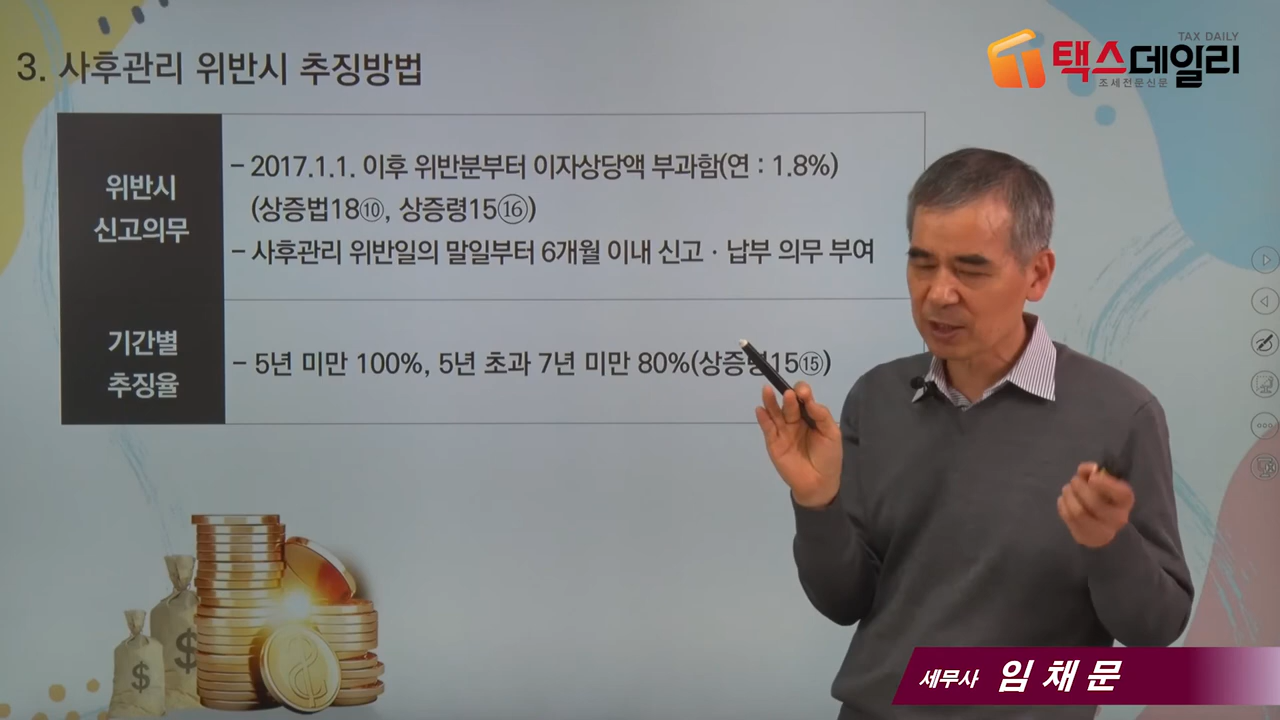 3. 사후관리 위반시 추징방법
TAX DAILY
택스데일리
조세전문신문
위반시
신고의무
- 2017.1.1. 이후 위반분부터 이자상당액 부과함(연 : 1.8%)
(상증법18⑩, 상증령15⑯)
- 사후관리 위반일의 말일부터 6개월 이내 신고 · 납부 의무 부여
기간별
추징율
- 5년 미만 100%, 5년 초과 7년 미만 80%(상증령15⑮)
$
$
세무사 임채문